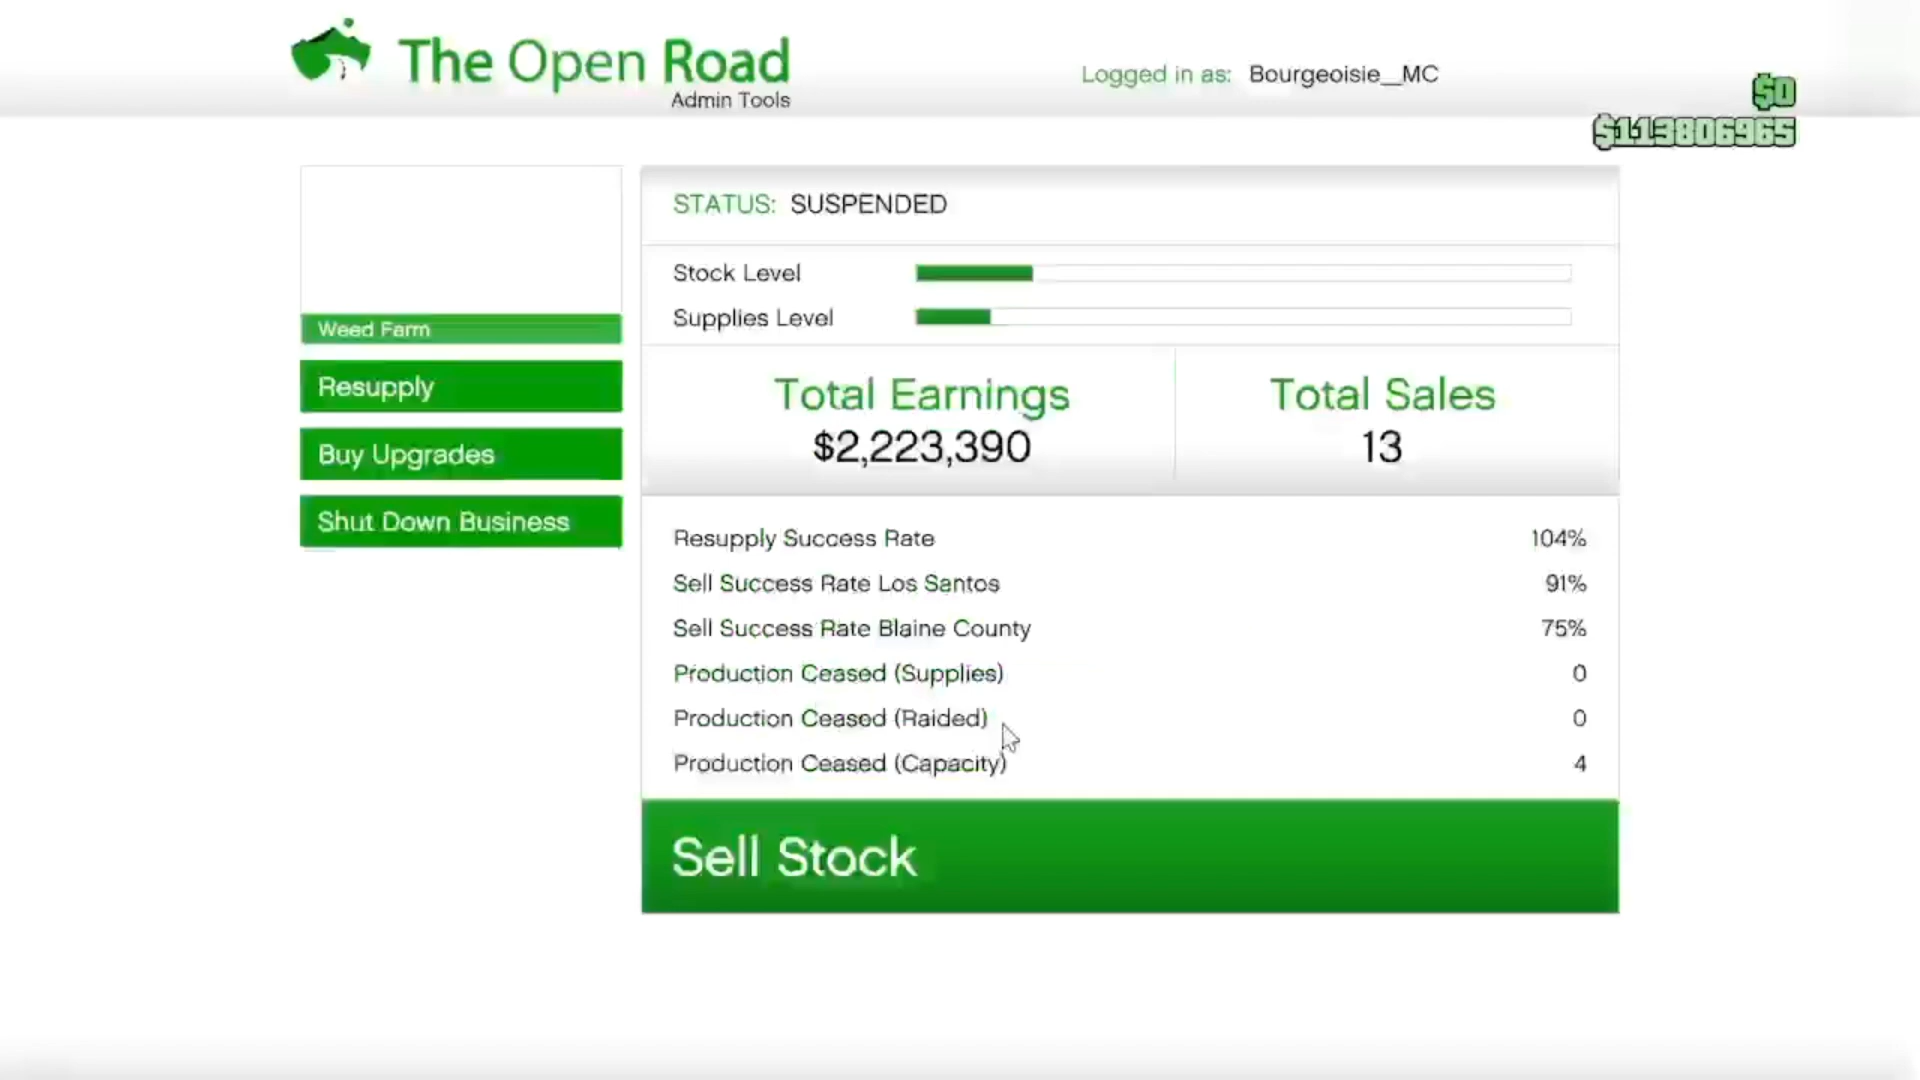 The Open Road
Admin Tools
Logged in as: Bourgeoisie__MC
$0
$113806965
Weed Farm
Resupply
Buy Upgrades
Shut Down Business
STATUS: SUSPENDED
Stock Level
Supplies Level
Total Earnings
$2,223,390
Total Sales
13
Resupply Success Rate 104%
Sell Success Rate Los Santos 91%
Sell Success Rate Blaine County 75%
Production Ceased (Supplies) 0
Production Ceased (Raided) 0
Production Ceased (Capacity) 4
Sell Stock